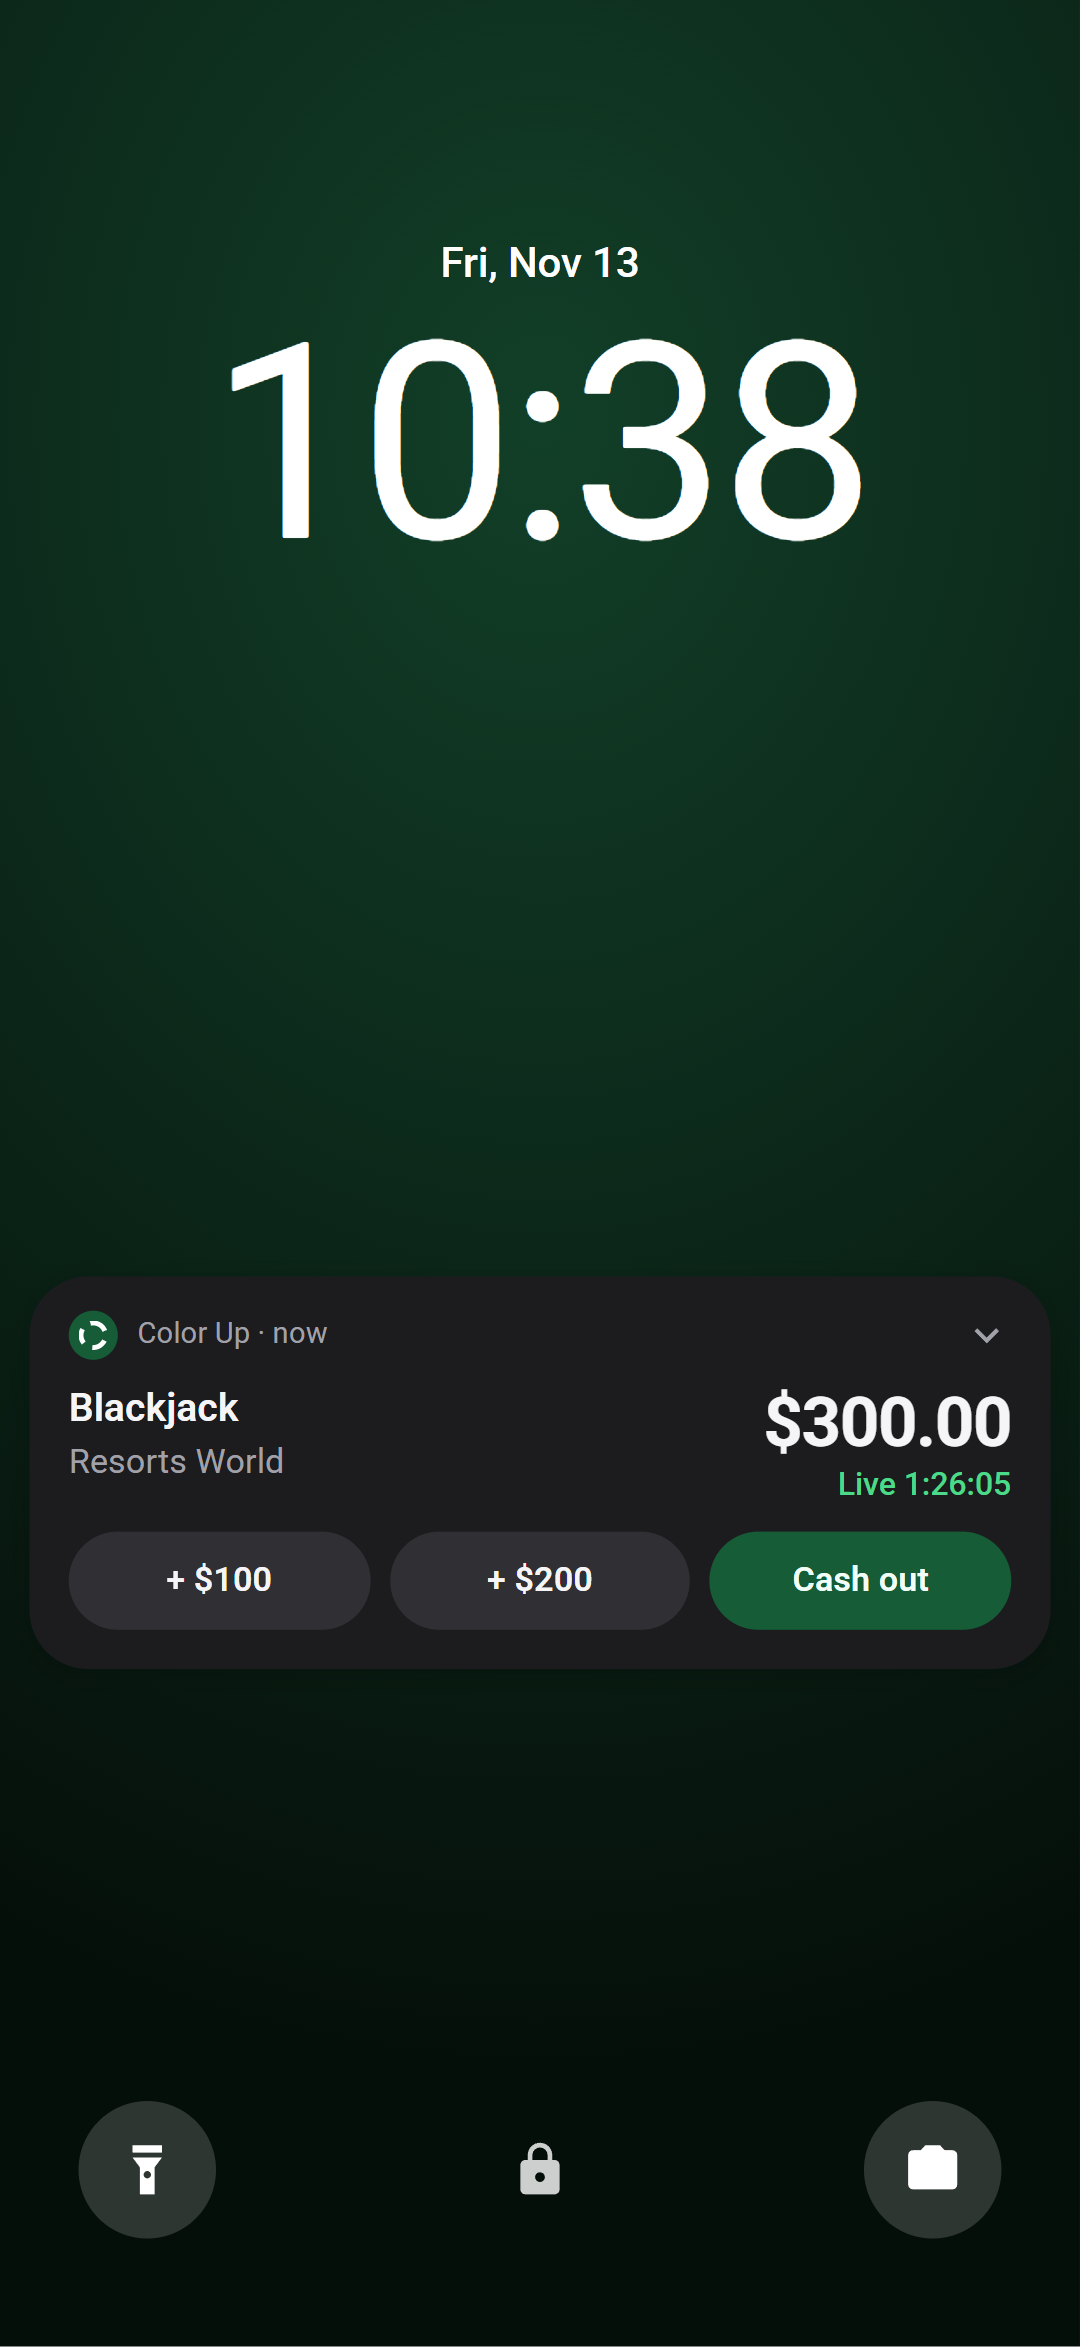 Fri, Nov 13
10:38
Color Up · now
Blackjack
$300.00
Resorts World
Live 1:26:05
+ $100
+ $200
Cash out